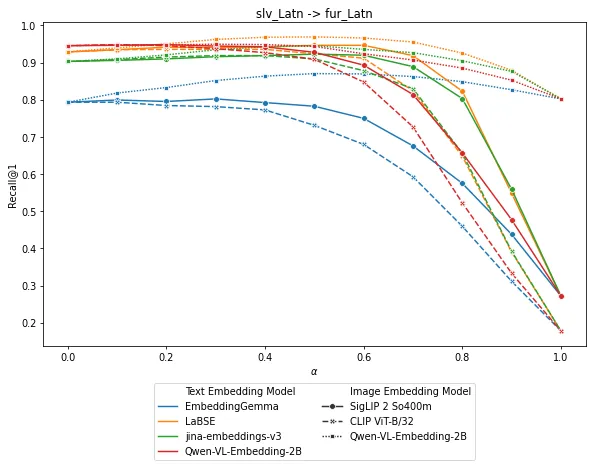 slv_Latn -> fur_Latn
Recall@1
1.0
0.9
0.8
0.7
0.6
0.5
0.4
0.3
0.2
0.0 0.2 0.4 0.6 0.8 1.0
α
Text Embedding Model Image Embedding Model
EmbeddingGemma SigLIP 2 So400m
LaBSE CLIP ViT-B/32
jina-embeddings-v3 Qwen-VL-Embedding-2B
Qwen-VL-Embedding-2B